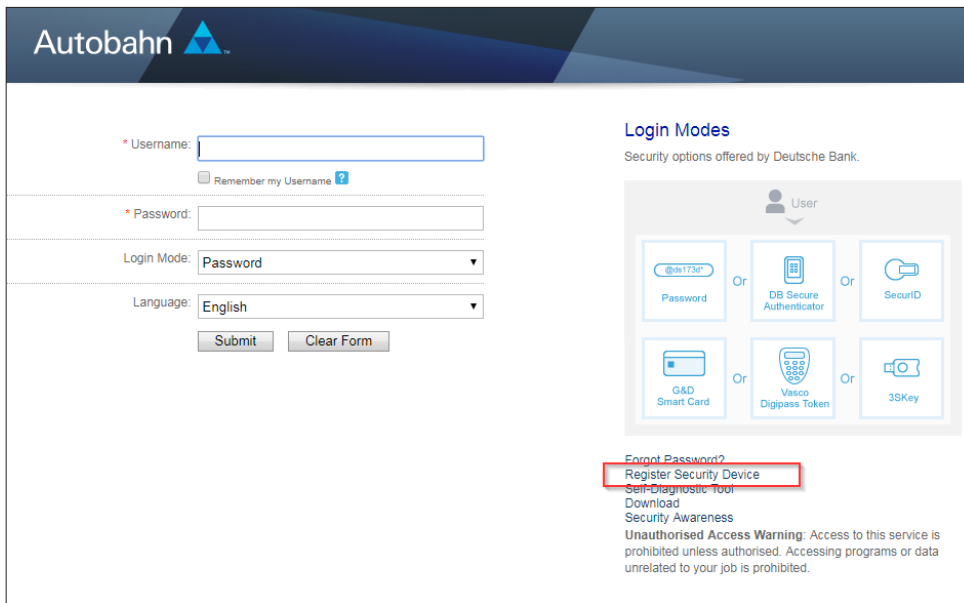 Autobahn ™
* Username:
Remember my Username ?
* Password:
Login Mode: Password
Language: English
Submit Clear Form
Login Modes
Security options offered by Deutsche Bank.
User
@ds173d*
Password
Or
DB Secure
Authenticator
Or
SecurID
G&D
Smart Card
Or
Vasco
Digipass Token
Or
3SKey
Forgot Password?
Register Security Device
Self-Diagnostic Tool
Download
Security Awareness
Unauthorised Access Warning: Access to this service is
prohibited unless authorised. Accessing programs or data
unrelated to your job is prohibited.